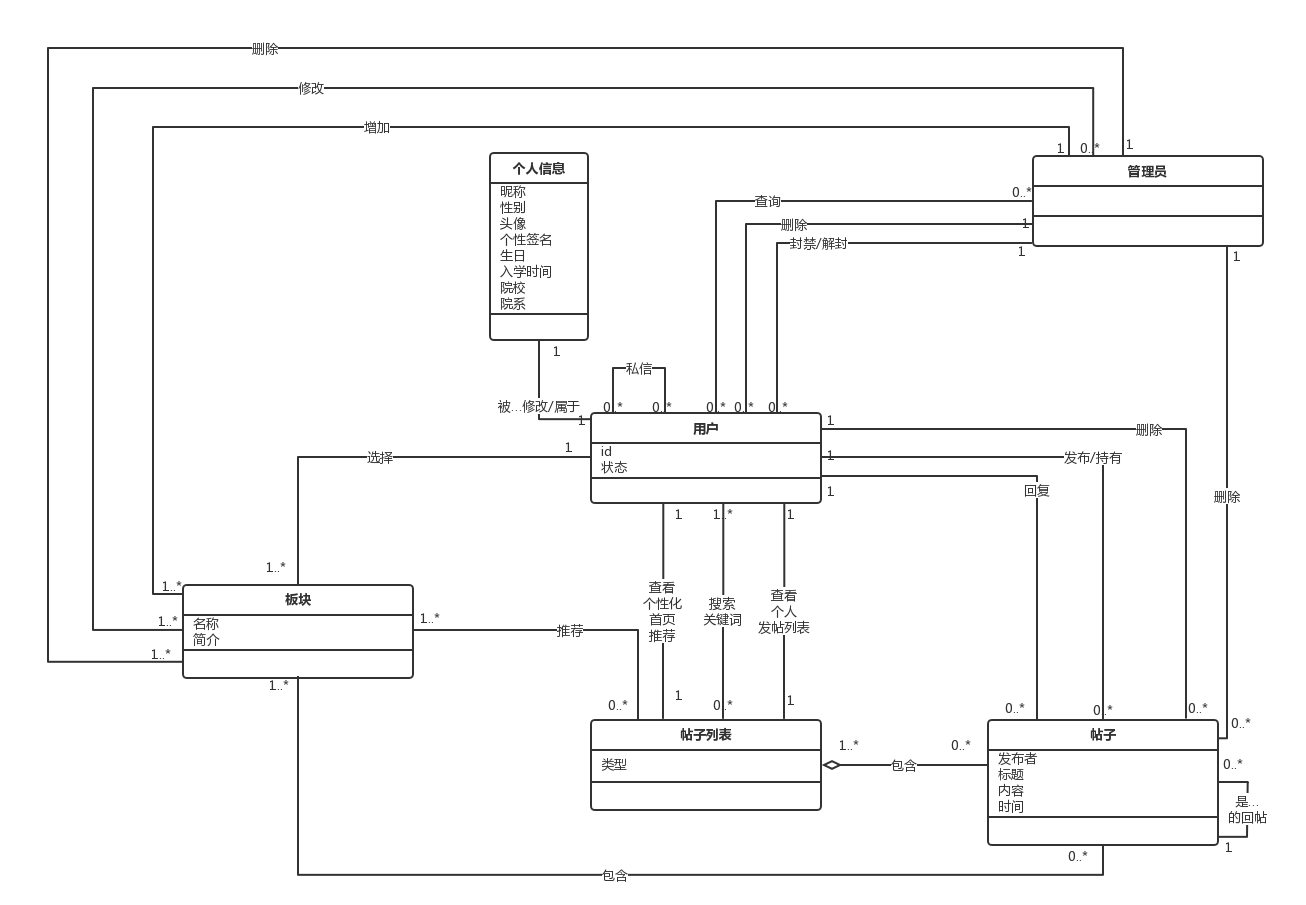 删除
修改
增加
1
0..*
1
管理员
个人信息
昵称
性别
头像
个性签名
生日
入学时间
院校
院系
0..*
查询
删除
1
封禁/解封
1
1
1
私信
被...修改/属于
1
0..*
0..*
0..*
0..*
0..*
用户
id
状态
1
删除
1
发布/持有
1
回复
删除
1
选择
1..*
1
1..*
1
查看
个性化
首页
推荐
搜索
关键词
查看
个人
发帖列表
1..*
1..*
1..*
板块
名称
简介
1..*
推荐
1..*
0..*
1
0..*
1
0..*
0..*
0..*
0..*
帖子列表
类型
1..*
包含
0..*
帖子
发布者
标题
内容
时间
0..*
是...
的回帖
1
0..*
包含